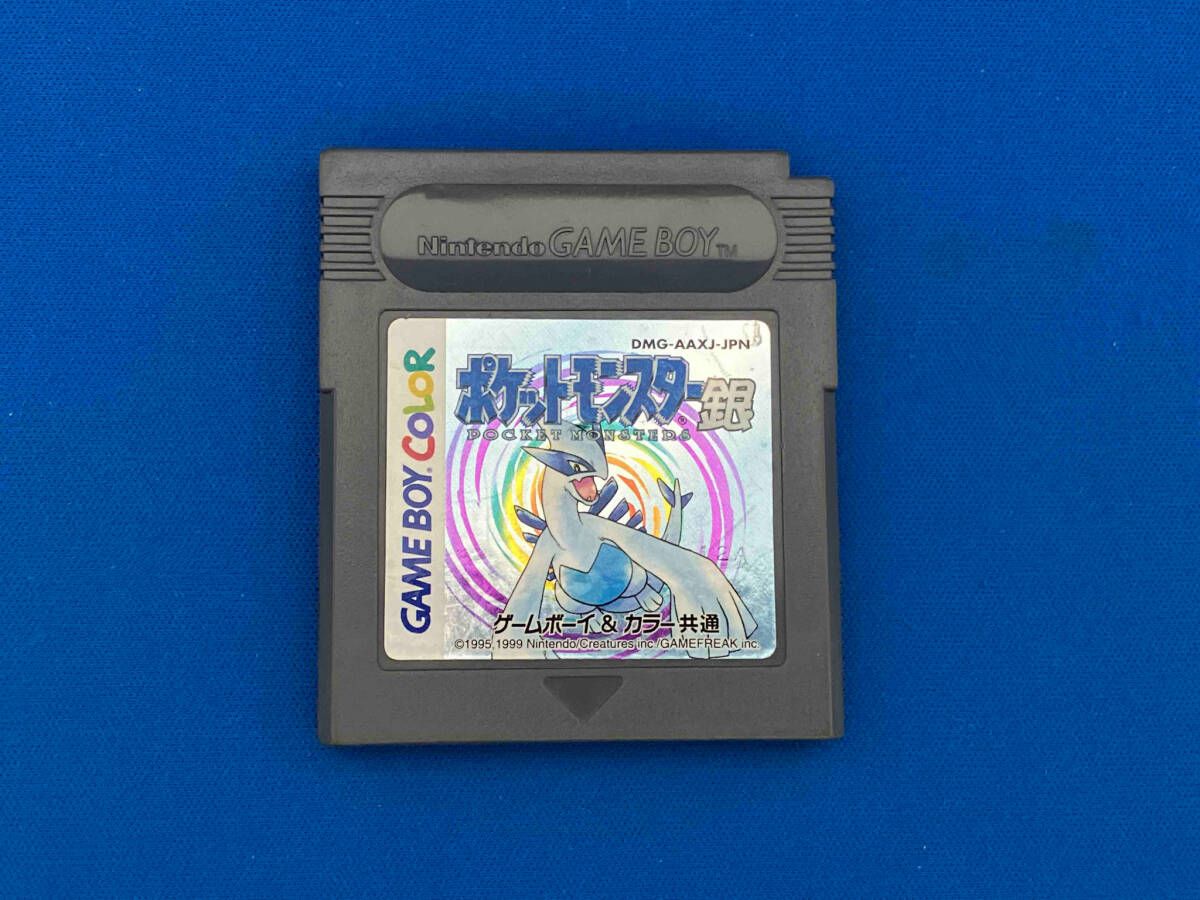 Nintendo GAME BOY™
DMG-AAXJ-JPN
ポケットモンスター®銀
POCKET MONSTERS
GAME BOY COLOR
ゲームボーイ & カラー共通
©1995,1999 Nintendo/Creatures inc./GAMEFREAK inc.